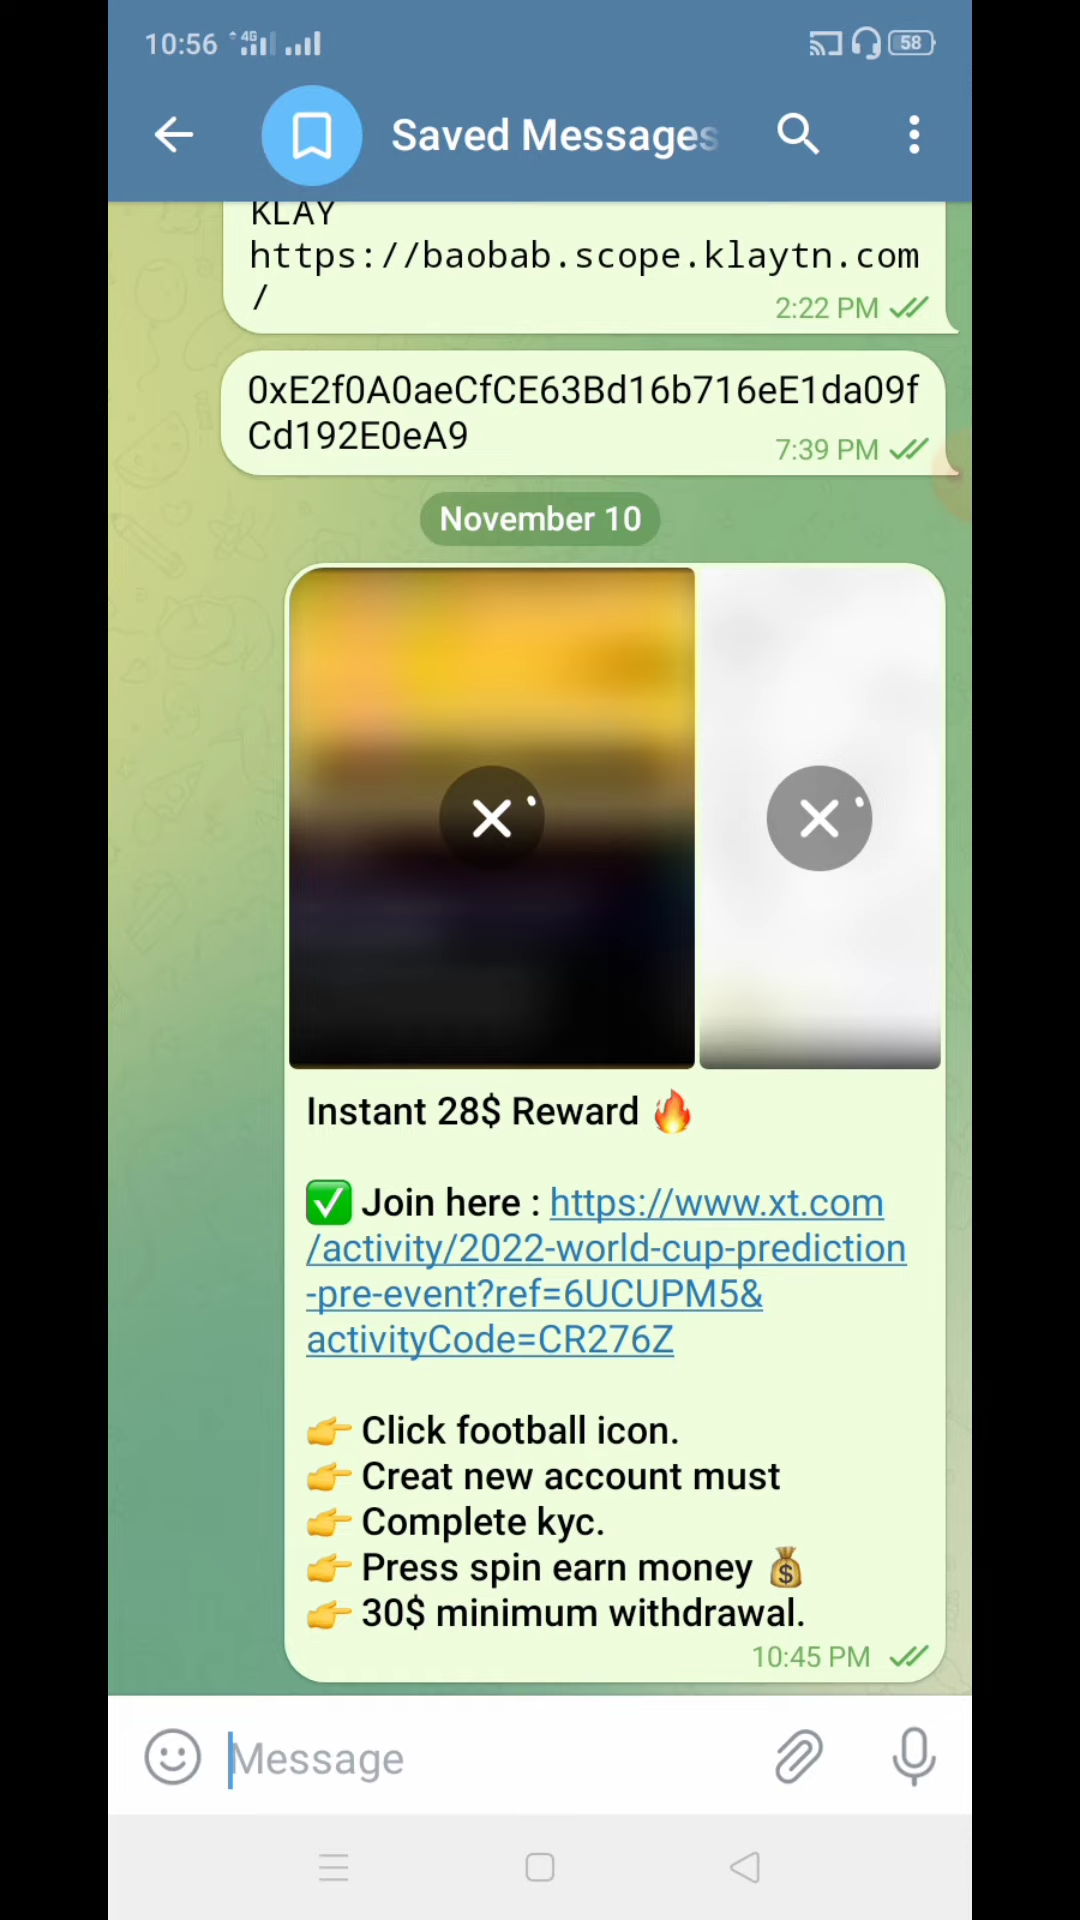 10:56 4G 58
Saved Messages
KLAY
https://baobab.scope.klaytn.com
/
2:22 PM
0xE2f0A0aeCfCE63Bd16b716eE1da09f
Cd192E0eA9
7:39 PM
November 10
Instant 28$ Reward 🔥
✅ Join here : https://www.xt.com
/activity/2022-world-cup-prediction
-pre-event?ref=6UCUPM5&
activityCode=CR276Z
👉 Click football icon.
👉 Creat new account must
👉 Complete kyc.
👉 Press spin earn money 💰
👉 30$ minimum withdrawal.
10:45 PM
Message